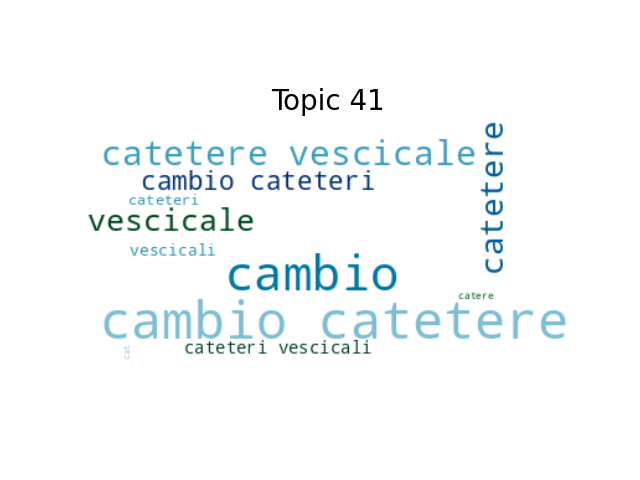 Topic 41
catetere vescicale
catetere
cambio cateteri
cateteri
vescicale
vescicali
cambio
catere
cambio catetere
cateteri vescicali
cat